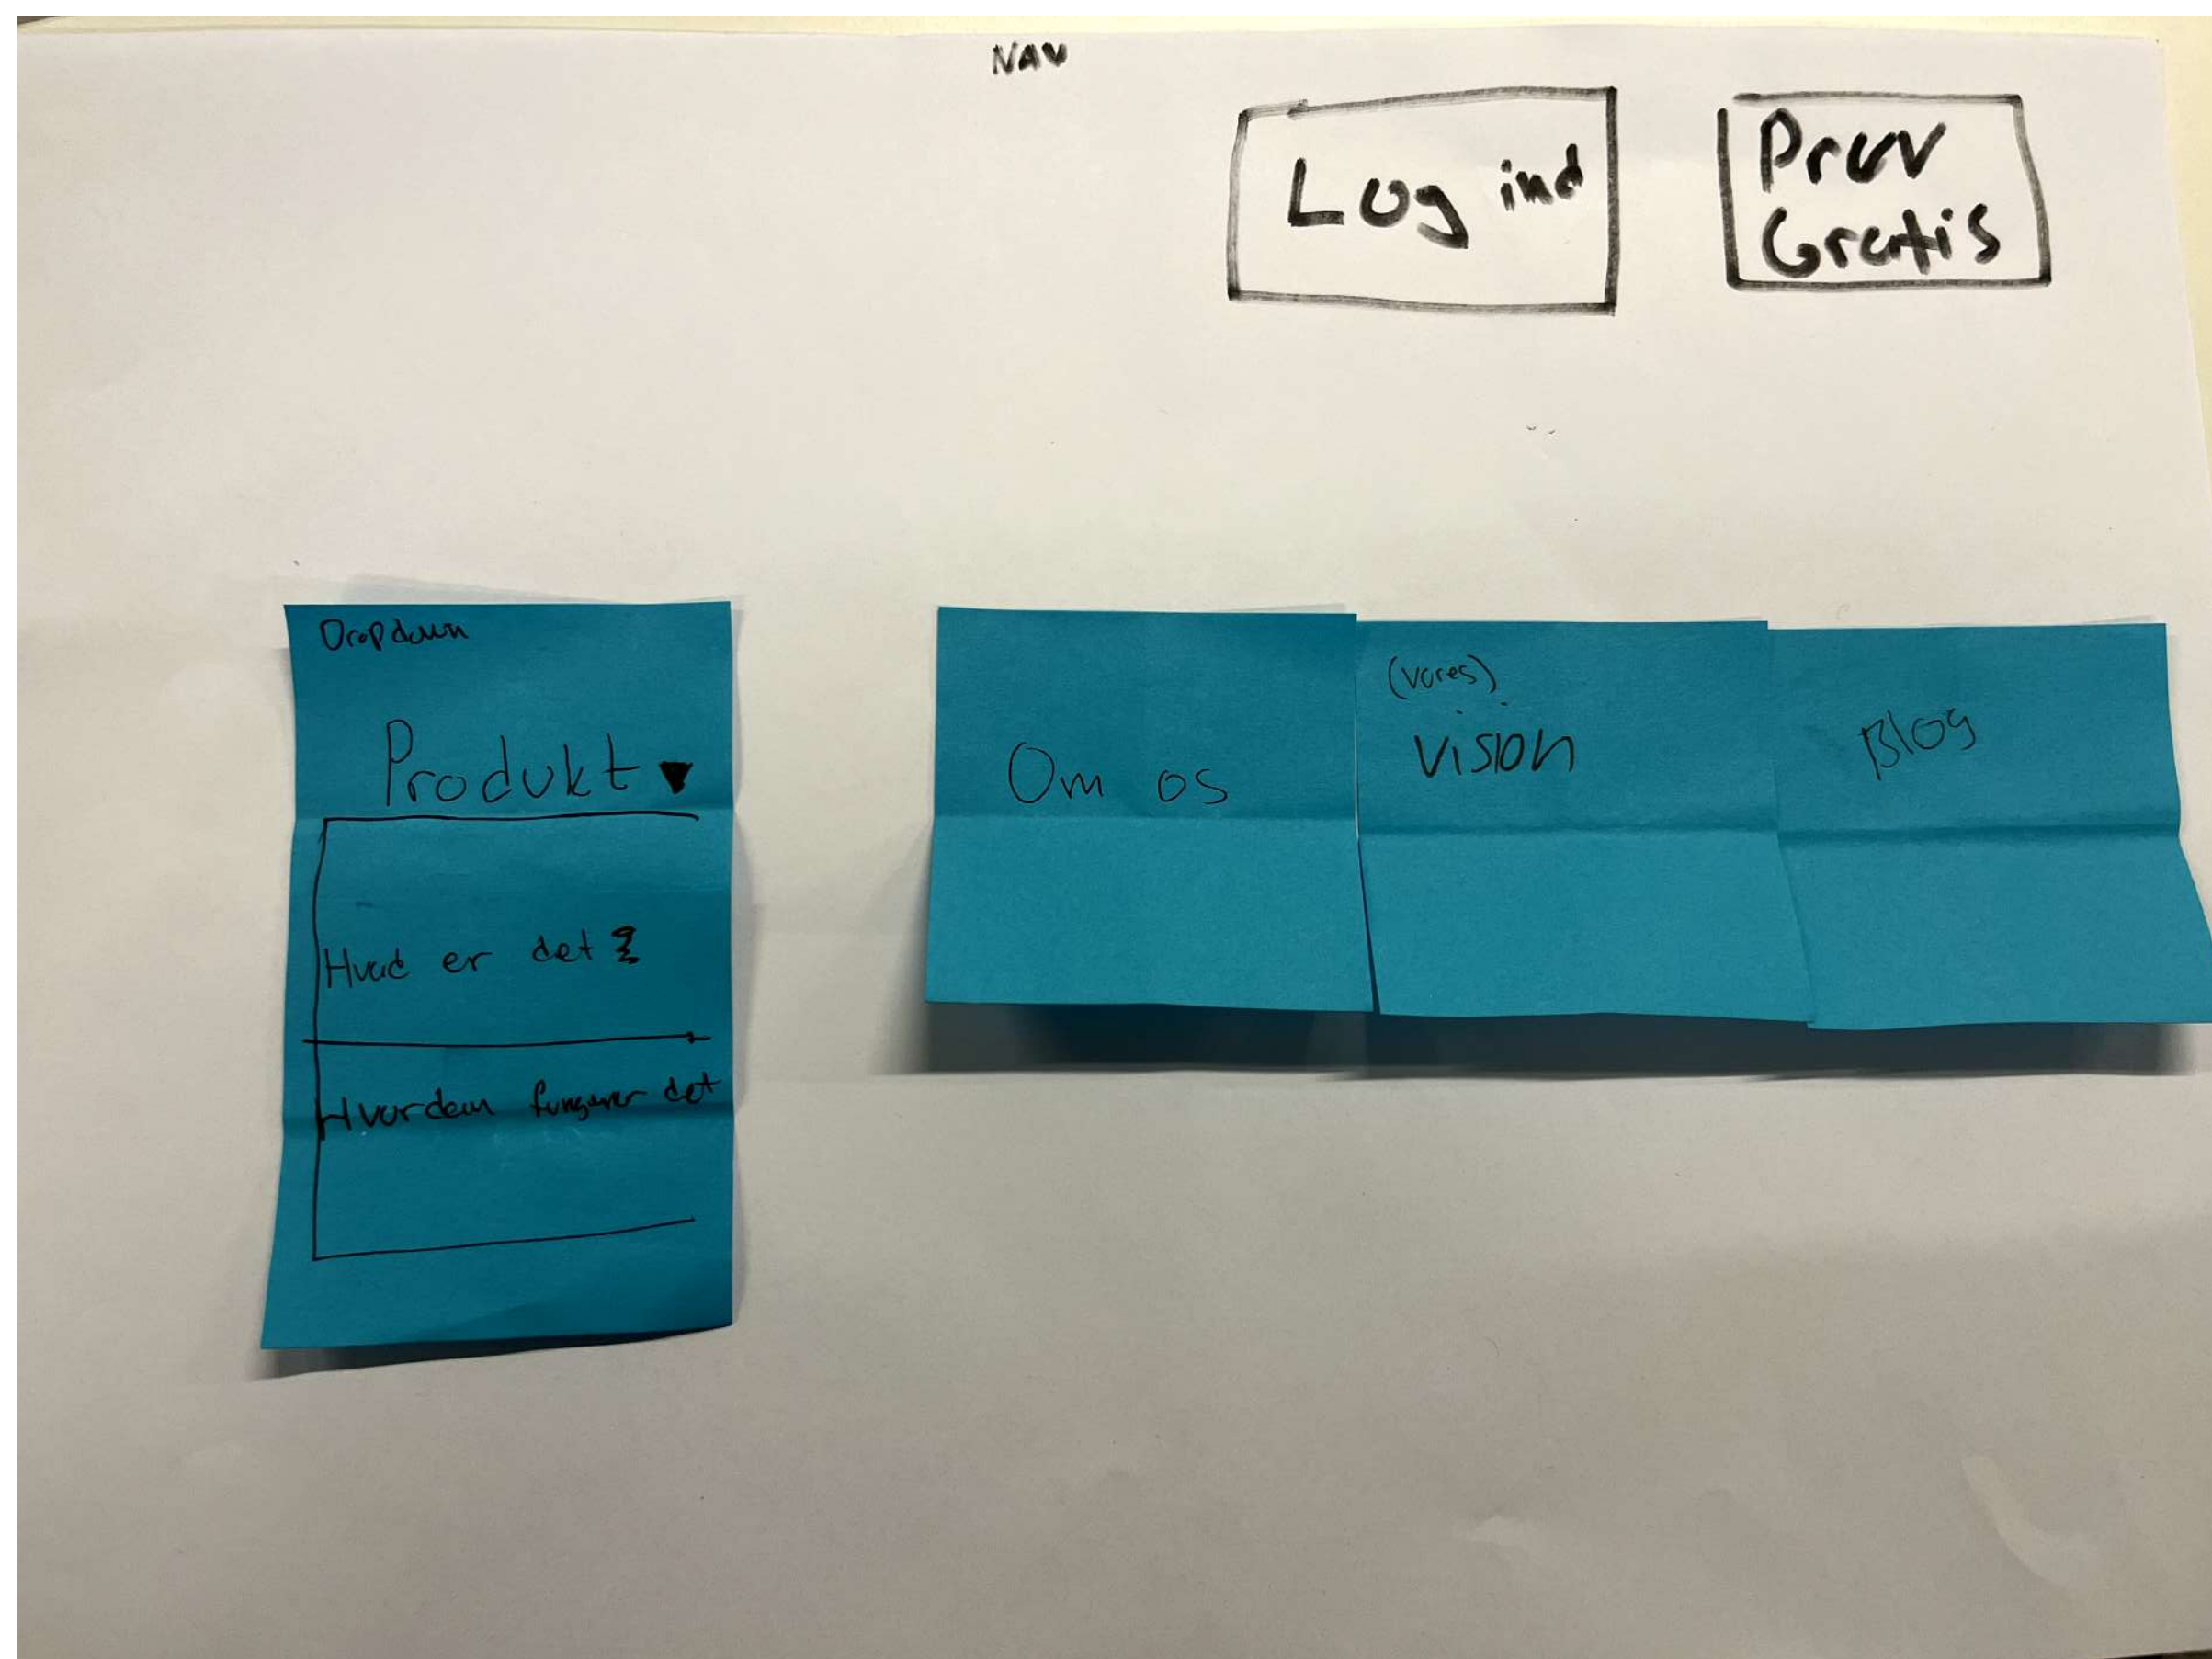 NAV
Log ind
Prøv
Gratis
Dropdown
Produkt ▼
Hvad er det
Hvordan fungerer det
Om os
(vores)
Vision
Blog